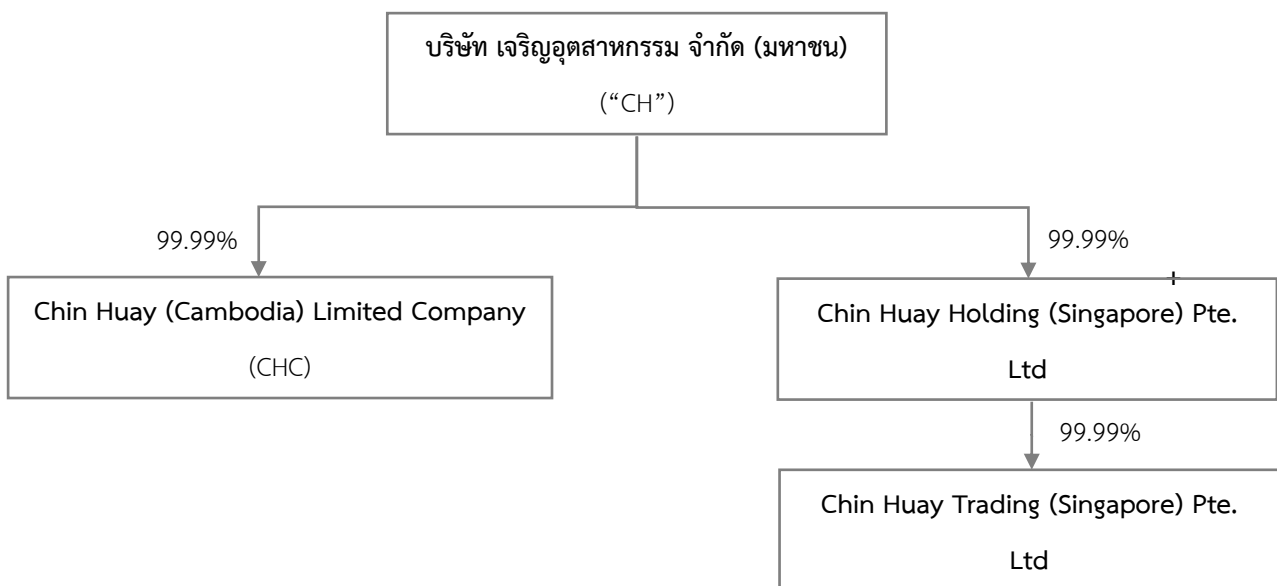 บริษัท เจริญอุตสาหกรรม จำกัด (มหาชน)
(“CH”)
99.99%
99.99%
Chin Huay (Cambodia) Limited Company
(CHC)
Chin Huay Holding (Singapore) Pte.
Ltd
99.99%
Chin Huay Trading (Singapore) Pte.
Ltd